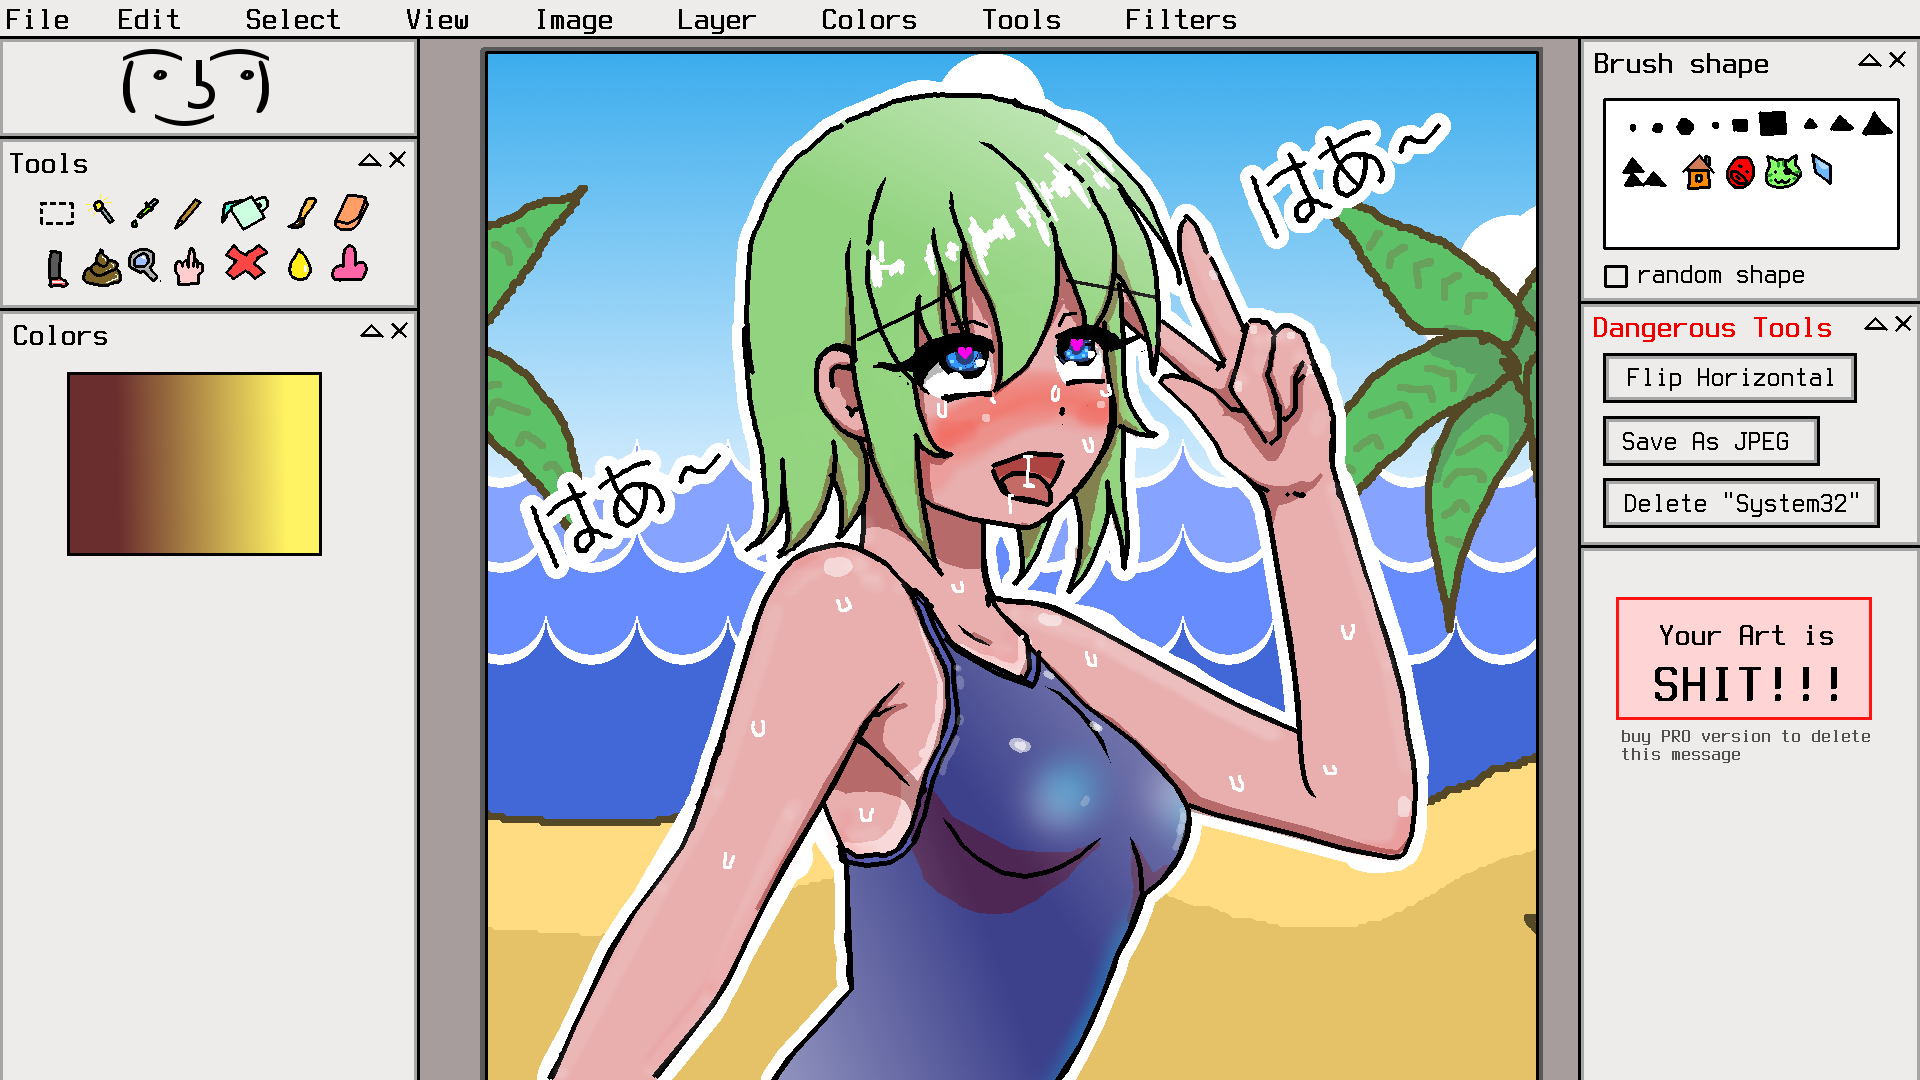 File Edit Select View Image Layer Colors Tools Filters
( ͡° ͜ʖ ͡°)
Tools
Colors
はあ~
はあ~
Brush shape
random shape
Dangerous Tools
Flip Horizontal
Save As JPEG
Delete "System32"
Your Art is
SHIT!!!
buy PRO version to delete
this message